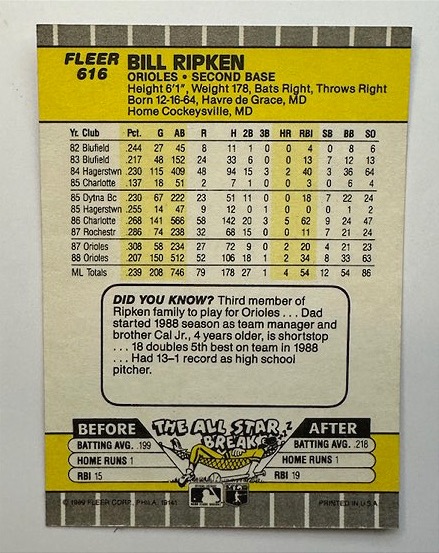 FLEER 616
BILL RIPKEN
ORIOLES • SECOND BASE
Height 6'1", Weight 178, Bats Right, Throws Right
Born 12-16-64, Havre de Grace, MD
Home Cockeysville, MD
Yr. Club Pct. G AB R H 2B 3B HR RBI SB BB SO
82 Blufield .244 27 45 8 11 1 0 0 4 0 8 6
83 Blufield .217 48 152 24 33 6 0 0 13 7 12 13
84 Hagerstwn .230 115 409 48 94 15 3 2 40 3 36 64
85 Charlotte .137 18 51 2 7 1 0 0 3 0 6 4
85 Dytna Bc .230 67 222 23 51 11 0 0 18 7 22 24
85 Hagerstwn .255 14 47 9 12 0 1 0 0 0 1 2
86 Charlotte .268 141 566 58 142 20 3 5 62 9 24 47
87 Rochestr .286 74 238 32 68 15 0 0 11 7 21 24
87 Orioles .308 58 234 27 72 9 0 2 20 4 21 23
88 Orioles .207 150 512 52 106 18 1 2 34 8 33 63
ML Totals .239 208 746 79 178 27 1 4 54 12 54 86
DID YOU KNOW? Third member of
Ripken family to play for Orioles . . . Dad
started 1988 season as team manager and
brother Cal Jr., 4 years older, is shortstop
. . . 18 doubles 5th best on team in 1988
. . . Had 13–1 record as high school
pitcher.
BEFORE THE ALL STAR BREAK AFTER
BATTING AVG. .199 BATTING AVG. .218
HOME RUNS 1 HOME RUNS 1
RBI 15 RBI 19
© 1989 FLEER CORP., PHILA. 19141 PRINTED IN U.S.A.